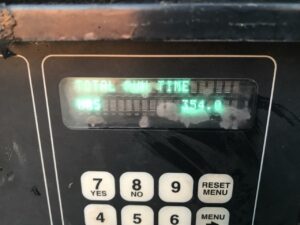 TOTAL RUN TIME
HRS 354.0
7 YES
8 NO
9
RESET MENU
4
5
6
MENU